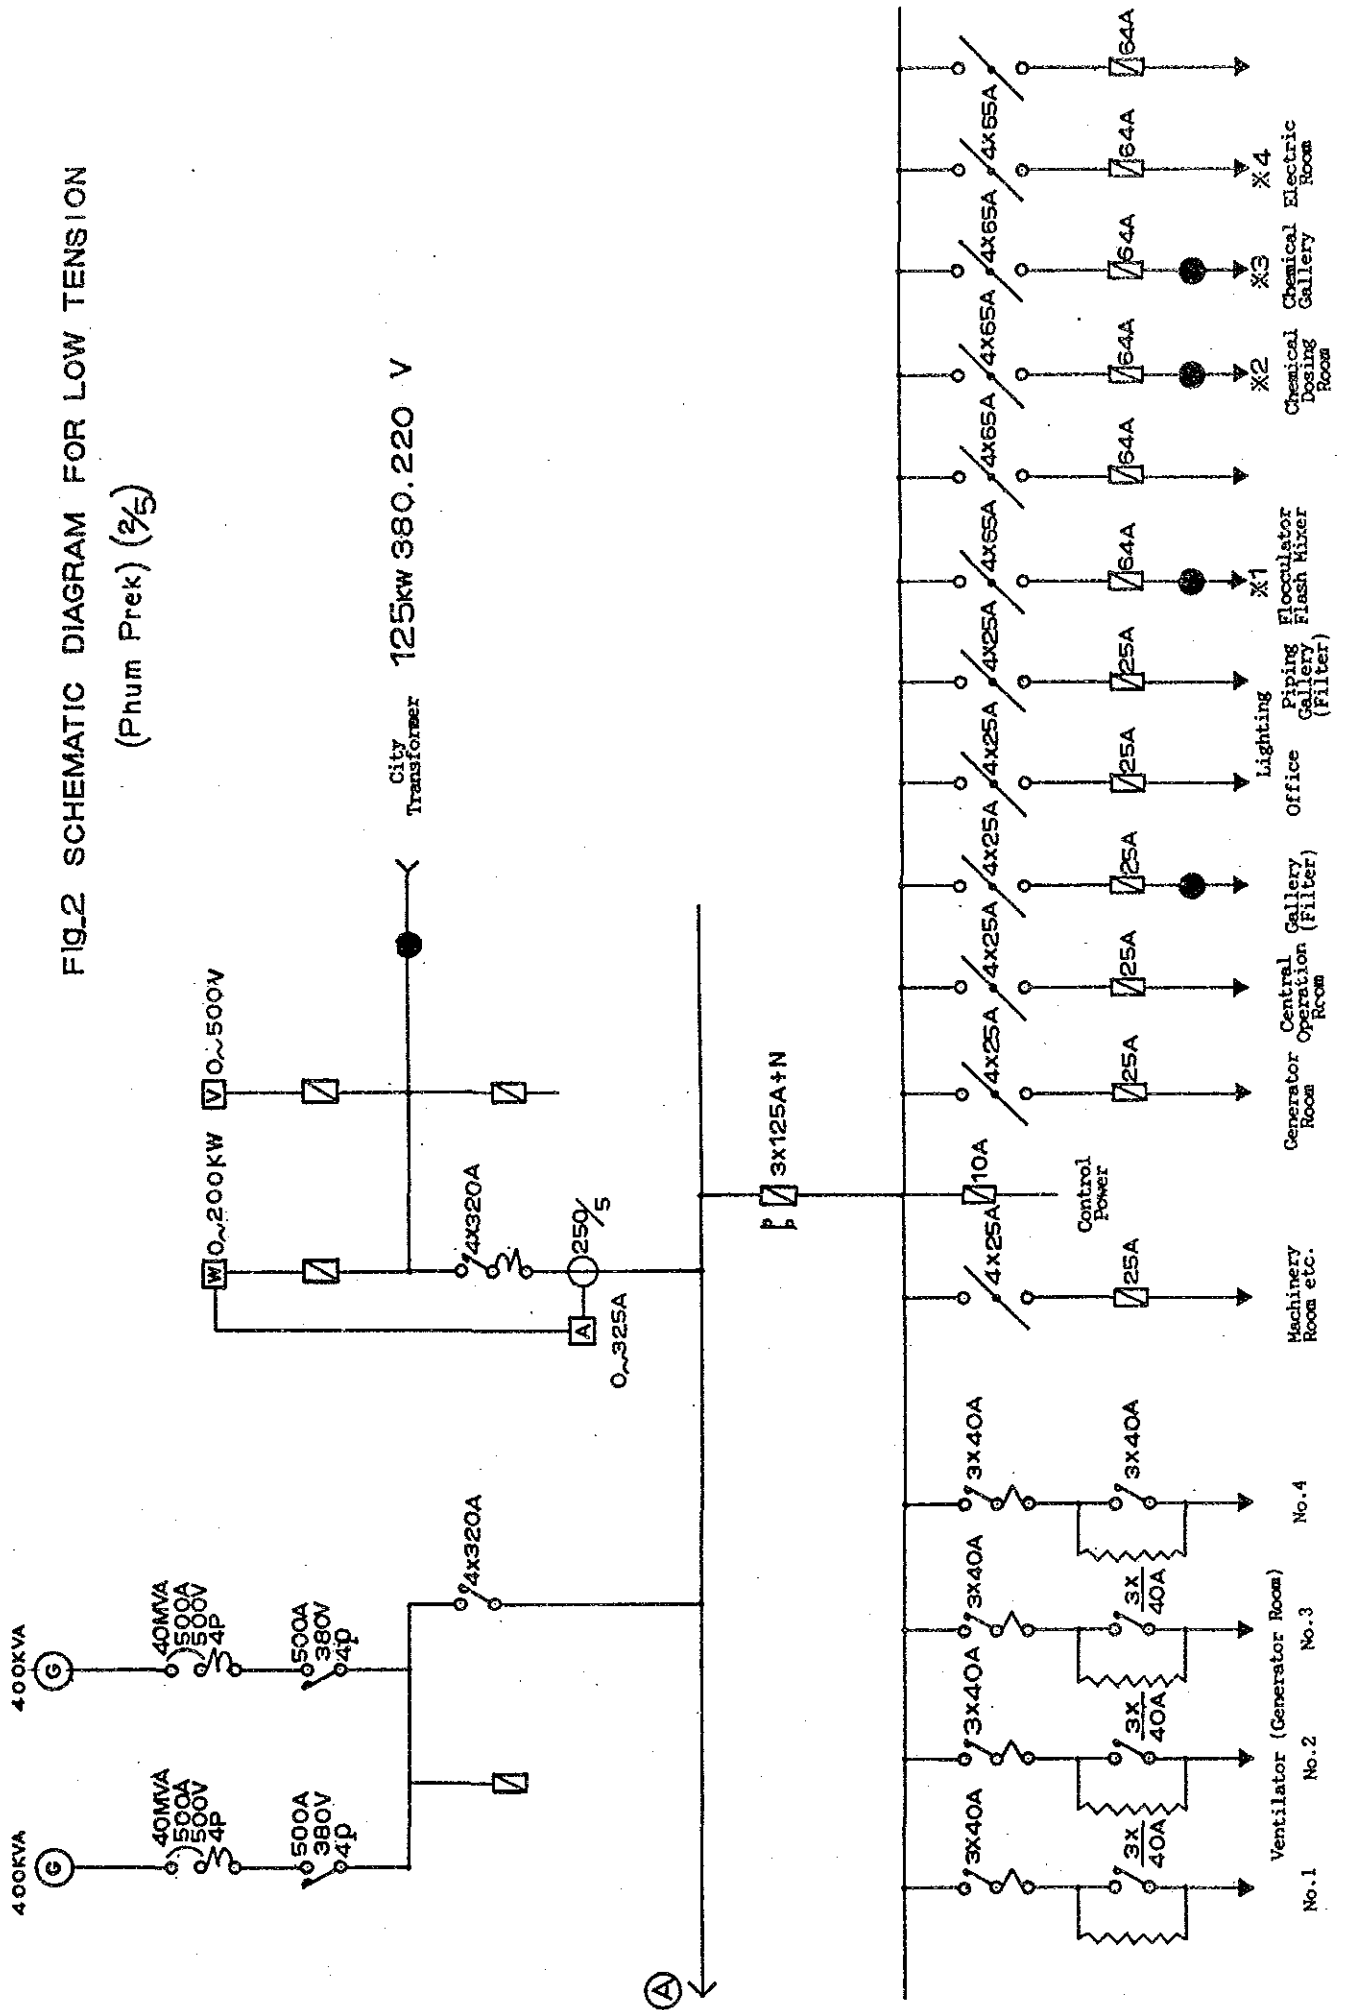 Fig.2 SCHEMATIC DIAGRAM FOR LOW TENSION
(Phum Prek) (2/5)
400KVA
400KVA
G
G
40MVA
500A
500V
4P
40MVA
500A
500V
4P
500A
380V
4P
500A
380V
4P
4X320A
W 0~200KW
V 0~500V
4X320A
250/5
A
0~325A
City
Transformer
125KW 380.220 V
A
3X125A+N
3X40A
3X40A
3X40A
3X40A
3X
40A
3X
40A
3X
40A
3X40A
No.1
No.2
No.3
No.4
Ventilator (Generator Room)
4X25A
25A
Machinery
Room etc.
10A
Control
Power
4X25A
4X25A
4X25A
4X25A
4X25A
4X65A
4X65A
4X65A
4X65A
4X65A
25A
25A
25A
25A
25A
64A
64A
64A
64A
64A
64A
Generator
Room
Central
Operation
Room
Gallery
(Filter)
Office
Lighting
Piping
Gallery
(Filter)
※1
Flocculator
Flash Mixer
※2
Chemical
Dosing
Room
※3
Chemical
Gallery
※4
Electric
Room